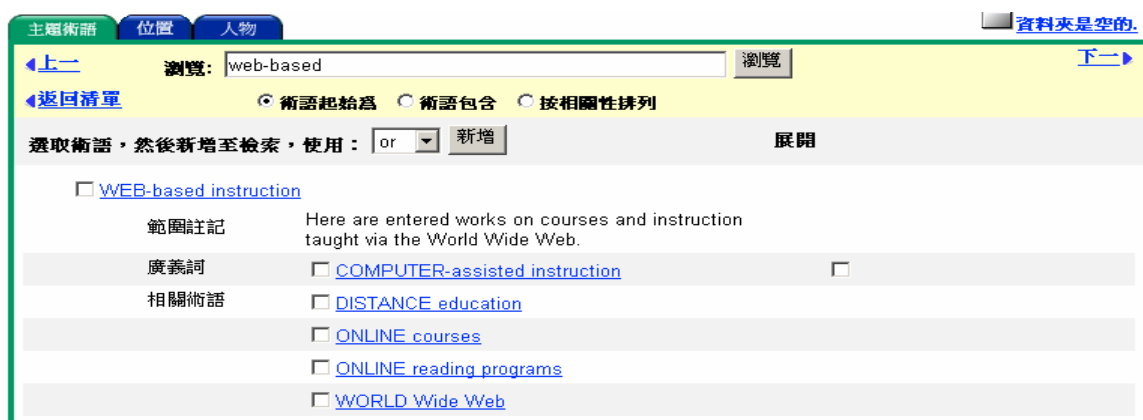 主題術語 位置 人物 資料夾是空的.
上一 瀏覽: web-based 瀏覽 下一
返回清單 術語起始為 術語包含 按相關性排列
選取術語，然後新增至檢索，使用： or 新增 展開
WEB-based instruction
範圍註記 Here are entered works on courses and instruction
taught via the World Wide Web.
廣義詞 COMPUTER-assisted instruction
相關術語 DISTANCE education
ONLINE courses
ONLINE reading programs
WORLD Wide Web